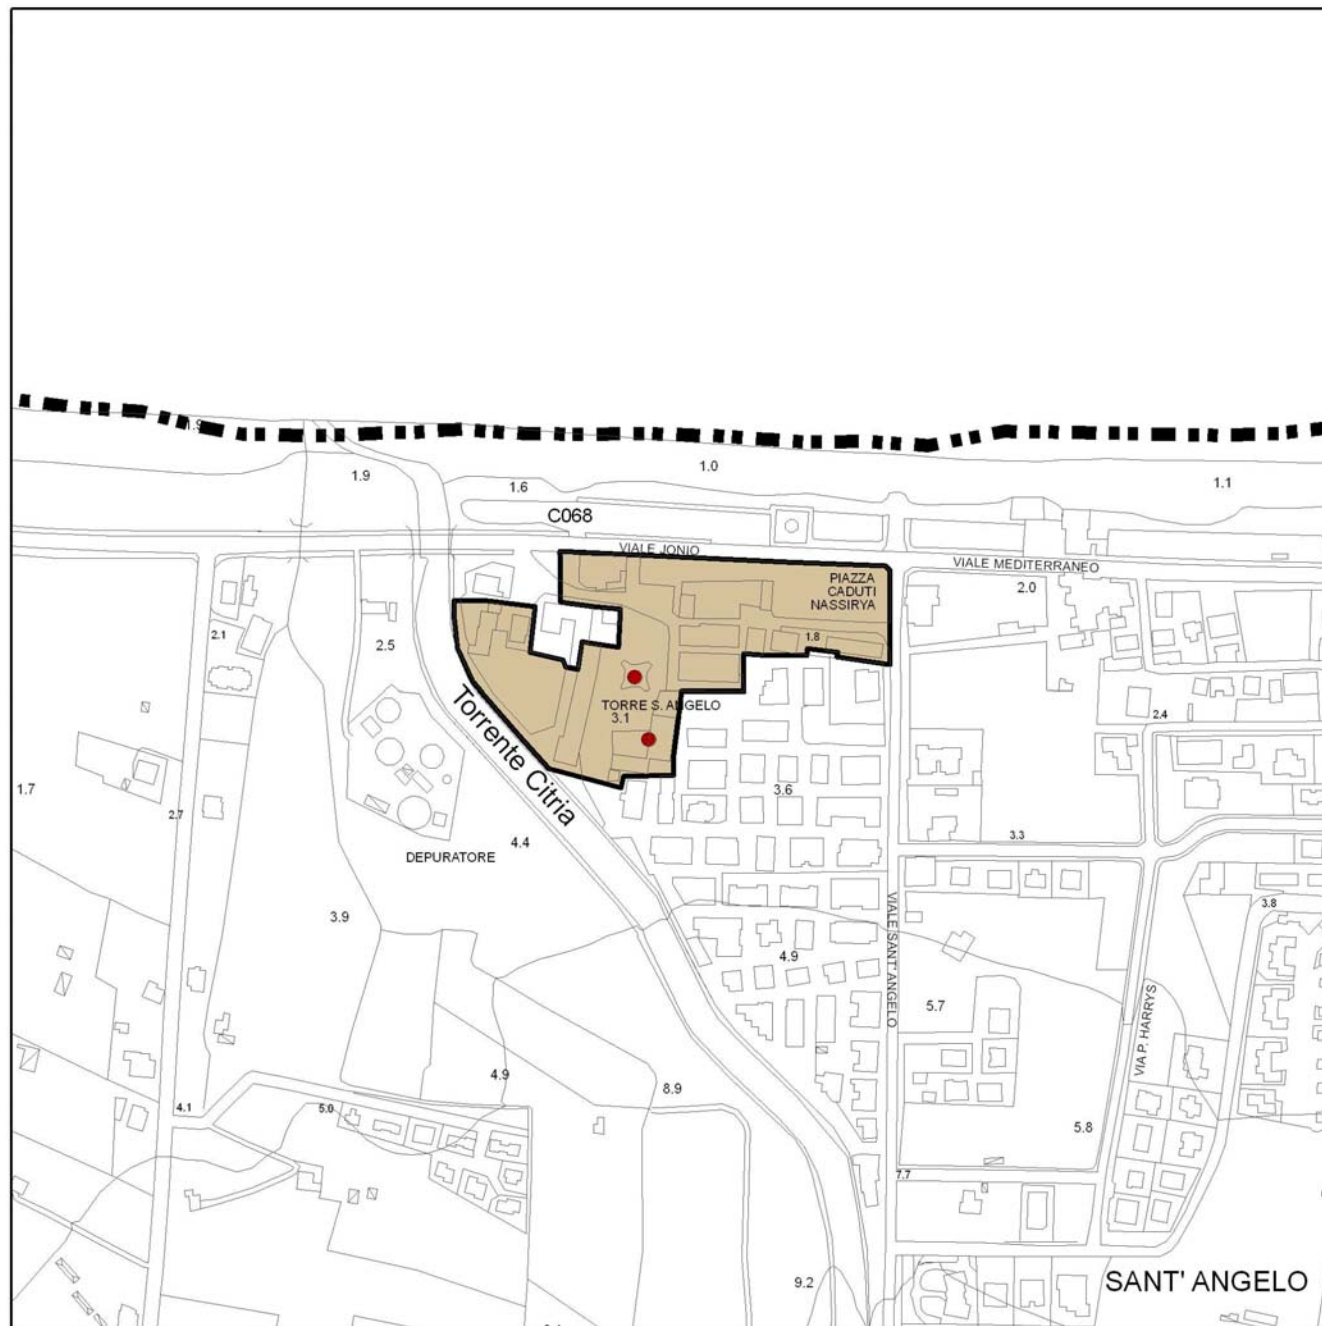 1.9
1.0
1.9
1.6
1.1
C068
VIALE JONIO
VIALE MEDITERRANEO
PIAZZA
CADUTI
NASSIRYA
2.0
2.1
2.5
1.8
TORRE S. ANGELO
3.1
2.4
Torrente Citria
1.7
3.6
2.7
3.3
4.4
DEPURATORE
3.9
3.8
4.9
VIALE SANT' ANGELO
5.7
VIA P. HARRYS
4.9
8.9
4.1
5.0
5.8
7.7
9.2
SANT' ANGELO